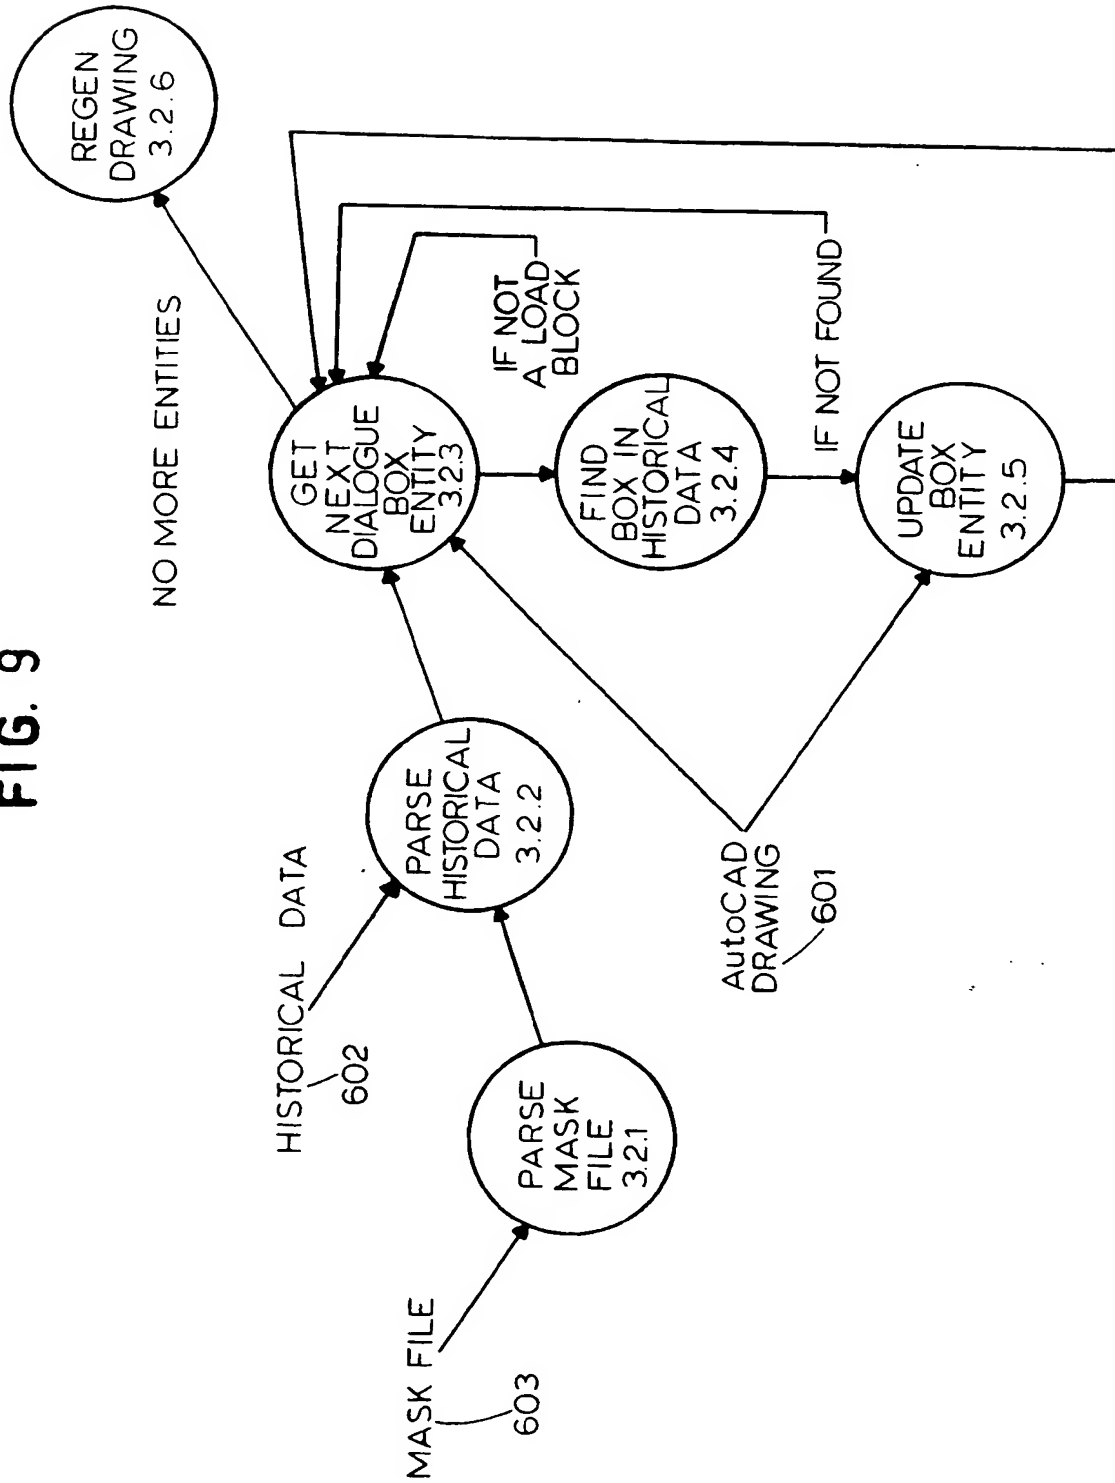 FIG. 9
MASK FILE
603
PARSE
MASK
FILE
3.2.1
HISTORICAL DATA
602
PARSE
HISTORICAL
DATA
3.2.2
AutoCAD
DRAWING
601
NO MORE ENTITIES
REGEN
DRAWING
3.2.6
GET
NEXT
DIALOGUE
BOX
ENTITY
3.2.3
IF NOT
A LOAD
BLOCK
FIND
BOX IN
HISTORICAL
DATA
3.2.4
IF NOT FOUND
UPDATE
BOX
ENTITY
3.2.5